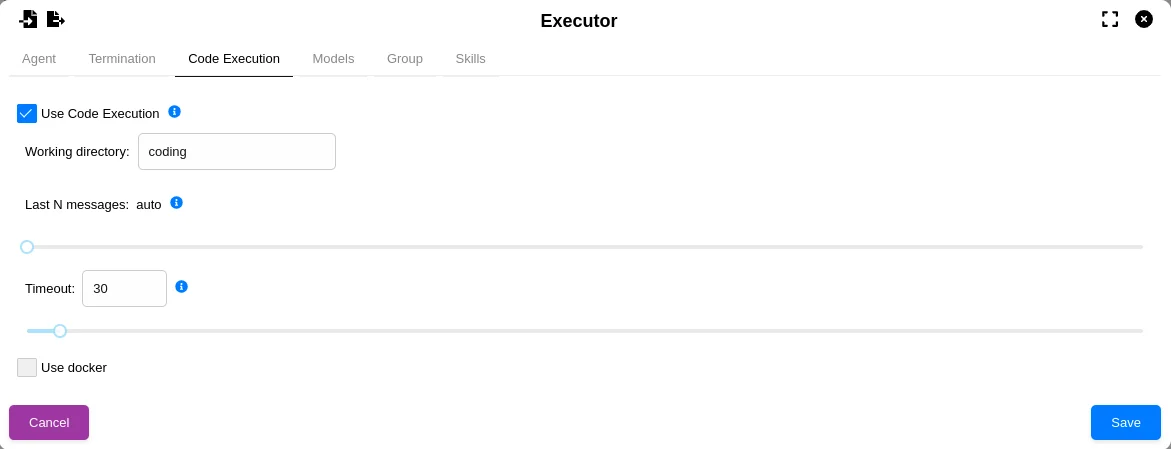 Executor
Agent Termination Code Execution Models Group Skills
Use Code Execution
Working directory: coding
Last N messages: auto
Timeout: 30
Use docker
Cancel Save